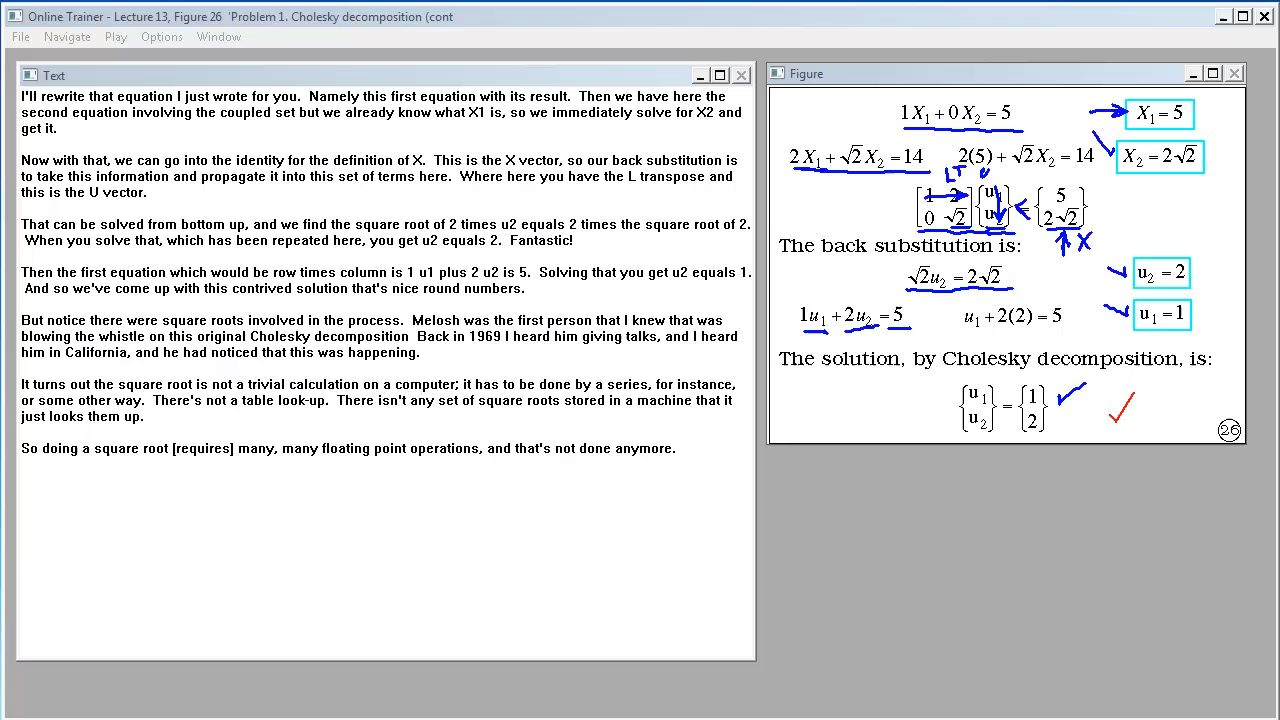 Online Trainer - Lecture 13, Figure 26 'Problem 1. Cholesky decomposition (cont
File Navigate Play Options Window
Text
I'll rewrite that equation I just wrote for you. Namely this first equation with its result. Then we have here the
second equation involving the coupled set but we already know what X1 is, so we immediately solve for X2 and
get it.
Now with that, we can go into the identity for the definition of X. This is the X vector, so our back substitution is
to take this information and propagate it into this set of terms here. Where here you have the L transpose and
this is the U vector.
That can be solved from bottom up, and we find the square root of 2 times u2 equals 2 times the square root of 2.
When you solve that, which has been repeated here, you get u2 equals 2. Fantastic!
Then the first equation which would be row times column is 1 u1 plus 2 u2 is 5. Solving that you get u2 equals 1.
And so we've come up with this contrived solution that's nice round numbers.
But notice there were square roots involved in the process. Melosh was the first person that I knew that was
blowing the whistle on this original Cholesky decomposition Back in 1969 I heard him giving talks, and I heard
him in California, and he had noticed that this was happening.
It turns out the square root is not a trivial calculation on a computer; it has to be done by a series, for instance,
or some other way. There's not a table look-up. There isn't any set of square roots stored in a machine that it
just looks them up.
So doing a square root [requires] many, many floating point operations, and that's not done anymore.
Figure
1X₁ + 0X₂ = 5 X₁ = 5
2X₁ + √2X₂ = 14 2(5) + √2X₂ = 14 X₂ = 2√2
LT u
[1 2] {u₁} = {5}
[0 √2] {u₂} {2√2}
X
The back substitution is:
√2u₂ = 2√2 u₂ = 2
1u₁ + 2u₂ = 5 u₁ + 2(2) = 5 u₁ = 1
The solution, by Cholesky decomposition, is:
{u₁} = {1}
{u₂} {2}
26